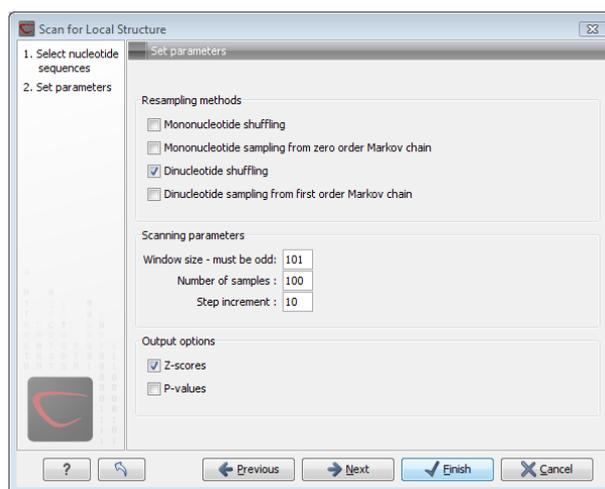 Scan for Local Structure
1. Select nucleotide
sequences
2. Set parameters
Set parameters
Resampling methods
Mononucleotide shuffling
Mononucleotide sampling from zero order Markov chain
Dinucleotide shuffling
Dinucleotide sampling from first order Markov chain
Scanning parameters
Window size - must be odd: 101
Number of samples : 100
Step increment : 10
Output options
Z-scores
P-values
? Previous Next Finish Cancel